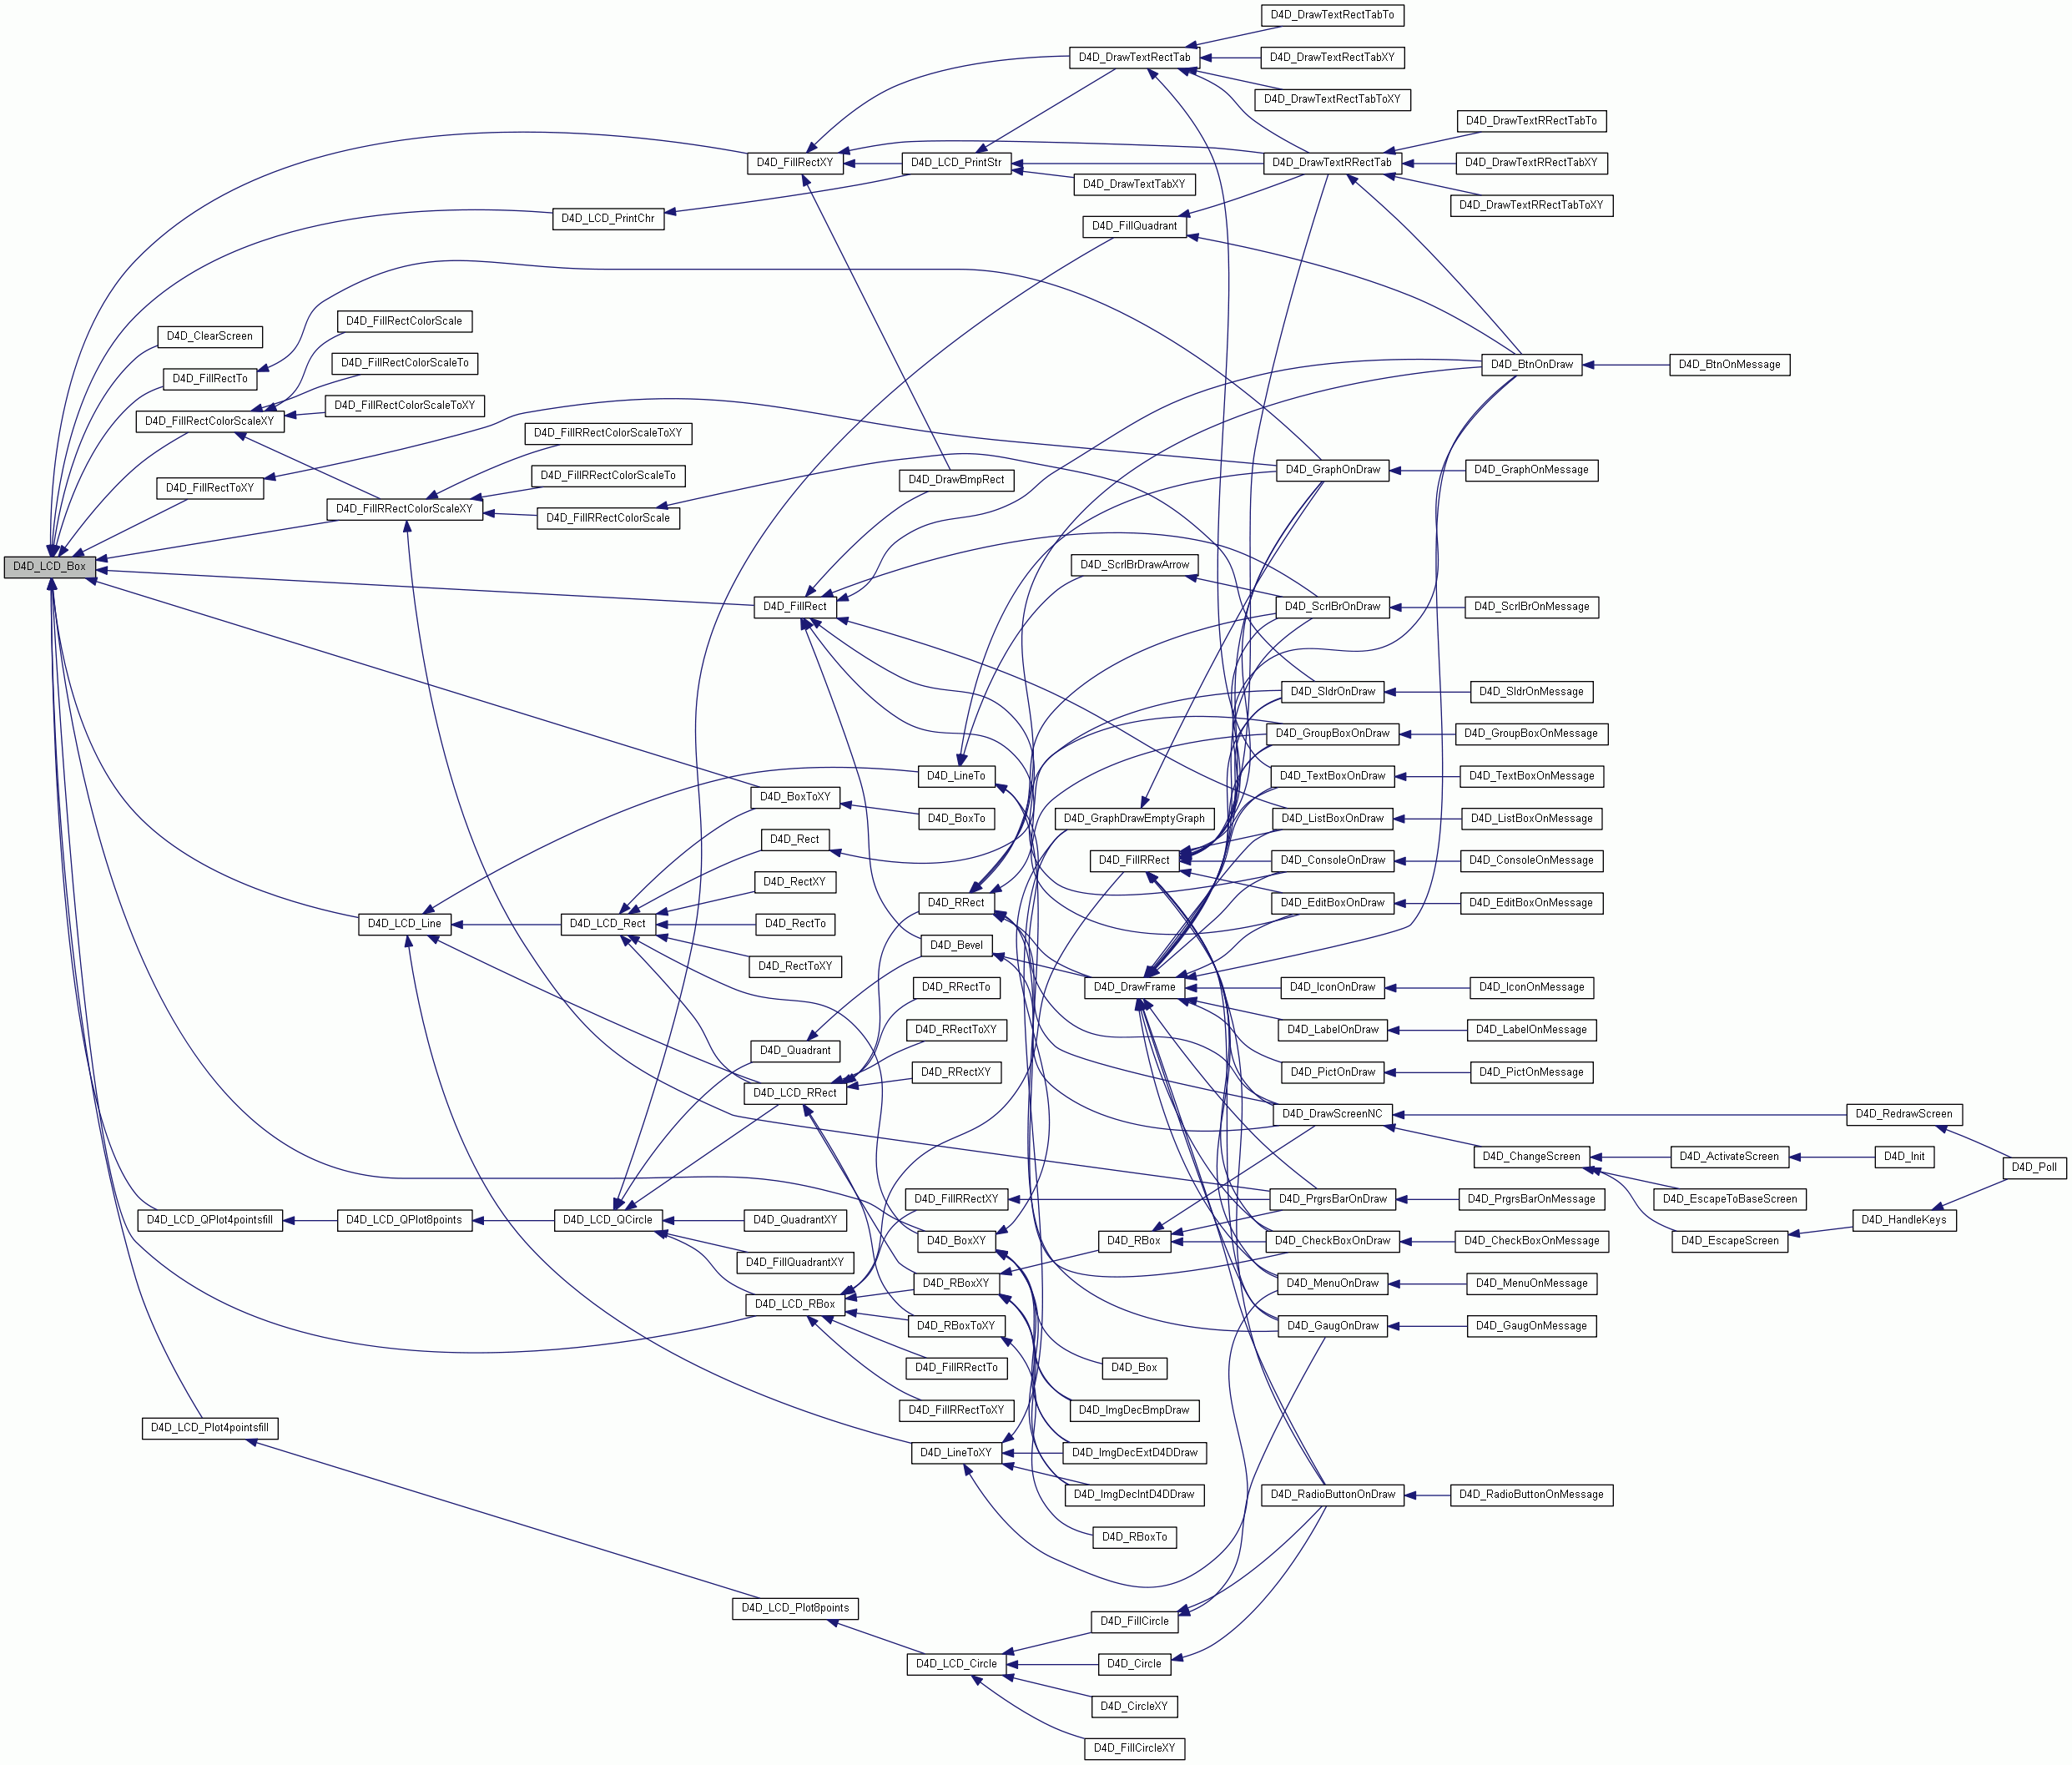 D4D_DrawTextRectTabTo
D4D_DrawTextRectTab
D4D_DrawTextRectTabXY
D4D_DrawTextRectTabToXY
D4D_DrawTextRRectTabTo
D4D_FillRectXY
D4D_LCD_PrintStr
D4D_DrawTextRRectTab
D4D_DrawTextRRectTabXY
D4D_DrawTextTabXY
D4D_DrawTextRRectTabToXY
D4D_LCD_PrintChr
D4D_FillQuadrant
D4D_FillRectColorScale
D4D_ClearScreen
D4D_FillRectColorScaleTo
D4D_BtnOnDraw
D4D_BtnOnMessage
D4D_FillRectTo
D4D_FillRectColorScaleToXY
D4D_FillRectColorScaleXY
D4D_FillRRectColorScaleToXY
D4D_FillRRectColorScaleTo
D4D_GraphOnDraw
D4D_GraphOnMessage
D4D_FillRectToXY
D4D_DrawBmpRect
D4D_FillRRectColorScaleXY
D4D_FillRRectColorScale
D4D_LCD_Box
D4D_ScrlBrDrawArrow
D4D_FillRect
D4D_ScrlBrOnDraw
D4D_ScrlBrOnMessage
D4D_SldrOnDraw
D4D_SldrOnMessage
D4D_GroupBoxOnDraw
D4D_GroupBoxOnMessage
D4D_LineTo
D4D_TextBoxOnDraw
D4D_TextBoxOnMessage
D4D_BoxToXY
D4D_BoxTo
D4D_GraphDrawEmptyGraph
D4D_ListBoxOnDraw
D4D_ListBoxOnMessage
D4D_Rect
D4D_FillRRect
D4D_ConsoleOnDraw
D4D_ConsoleOnMessage
D4D_RectXY
D4D_RRect
D4D_EditBoxOnDraw
D4D_EditBoxOnMessage
D4D_LCD_Line
D4D_LCD_Rect
D4D_RectTo
D4D_Bevel
D4D_RectToXY
D4D_RRectTo
D4D_DrawFrame
D4D_IconOnDraw
D4D_IconOnMessage
D4D_RRectToXY
D4D_LabelOnDraw
D4D_LabelOnMessage
D4D_Quadrant
D4D_RRectXY
D4D_PictOnDraw
D4D_PictOnMessage
D4D_LCD_RRect
D4D_DrawScreenNC
D4D_RedrawScreen
D4D_ChangeScreen
D4D_ActivateScreen
D4D_Init
D4D_Poll
D4D_FillRRectXY
D4D_PrgrsBarOnDraw
D4D_PrgrsBarOnMessage
D4D_EscapeToBaseScreen
D4D_LCD_QPlot4pointsfill
D4D_LCD_QPlot8points
D4D_LCD_QCircle
D4D_QuadrantXY
D4D_HandleKeys
D4D_BoxXY
D4D_RBox
D4D_CheckBoxOnDraw
D4D_CheckBoxOnMessage
D4D_EscapeScreen
D4D_FillQuadrantXY
D4D_RBoxXY
D4D_MenuOnDraw
D4D_MenuOnMessage
D4D_LCD_RBox
D4D_RBoxToXY
D4D_GaugOnDraw
D4D_GaugOnMessage
D4D_FillRRectTo
D4D_Box
D4D_FillRRectToXY
D4D_ImgDecBmpDraw
D4D_LCD_Plot4pointsfill
D4D_LineToXY
D4D_ImgDecExtD4DDraw
D4D_ImgDecIntD4DDraw
D4D_RadioButtonOnDraw
D4D_RadioButtonOnMessage
D4D_RBoxTo
D4D_LCD_Plot8points
D4D_FillCircle
D4D_LCD_Circle
D4D_Circle
D4D_CircleXY
D4D_FillCircleXY